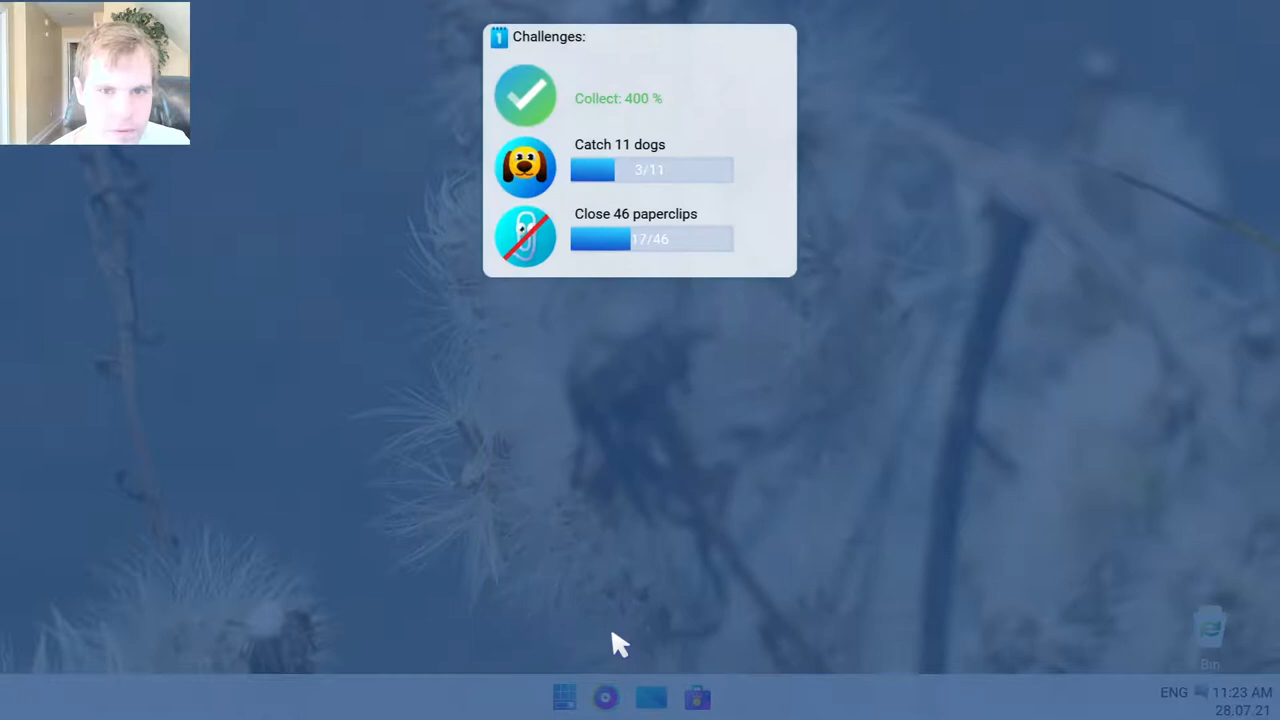 1 Challenges:
Collect: 400 %
Catch 11 dogs
3/11
Close 46 paperclips
17/46
Bin
ENG 11:23 AM
28.07.21